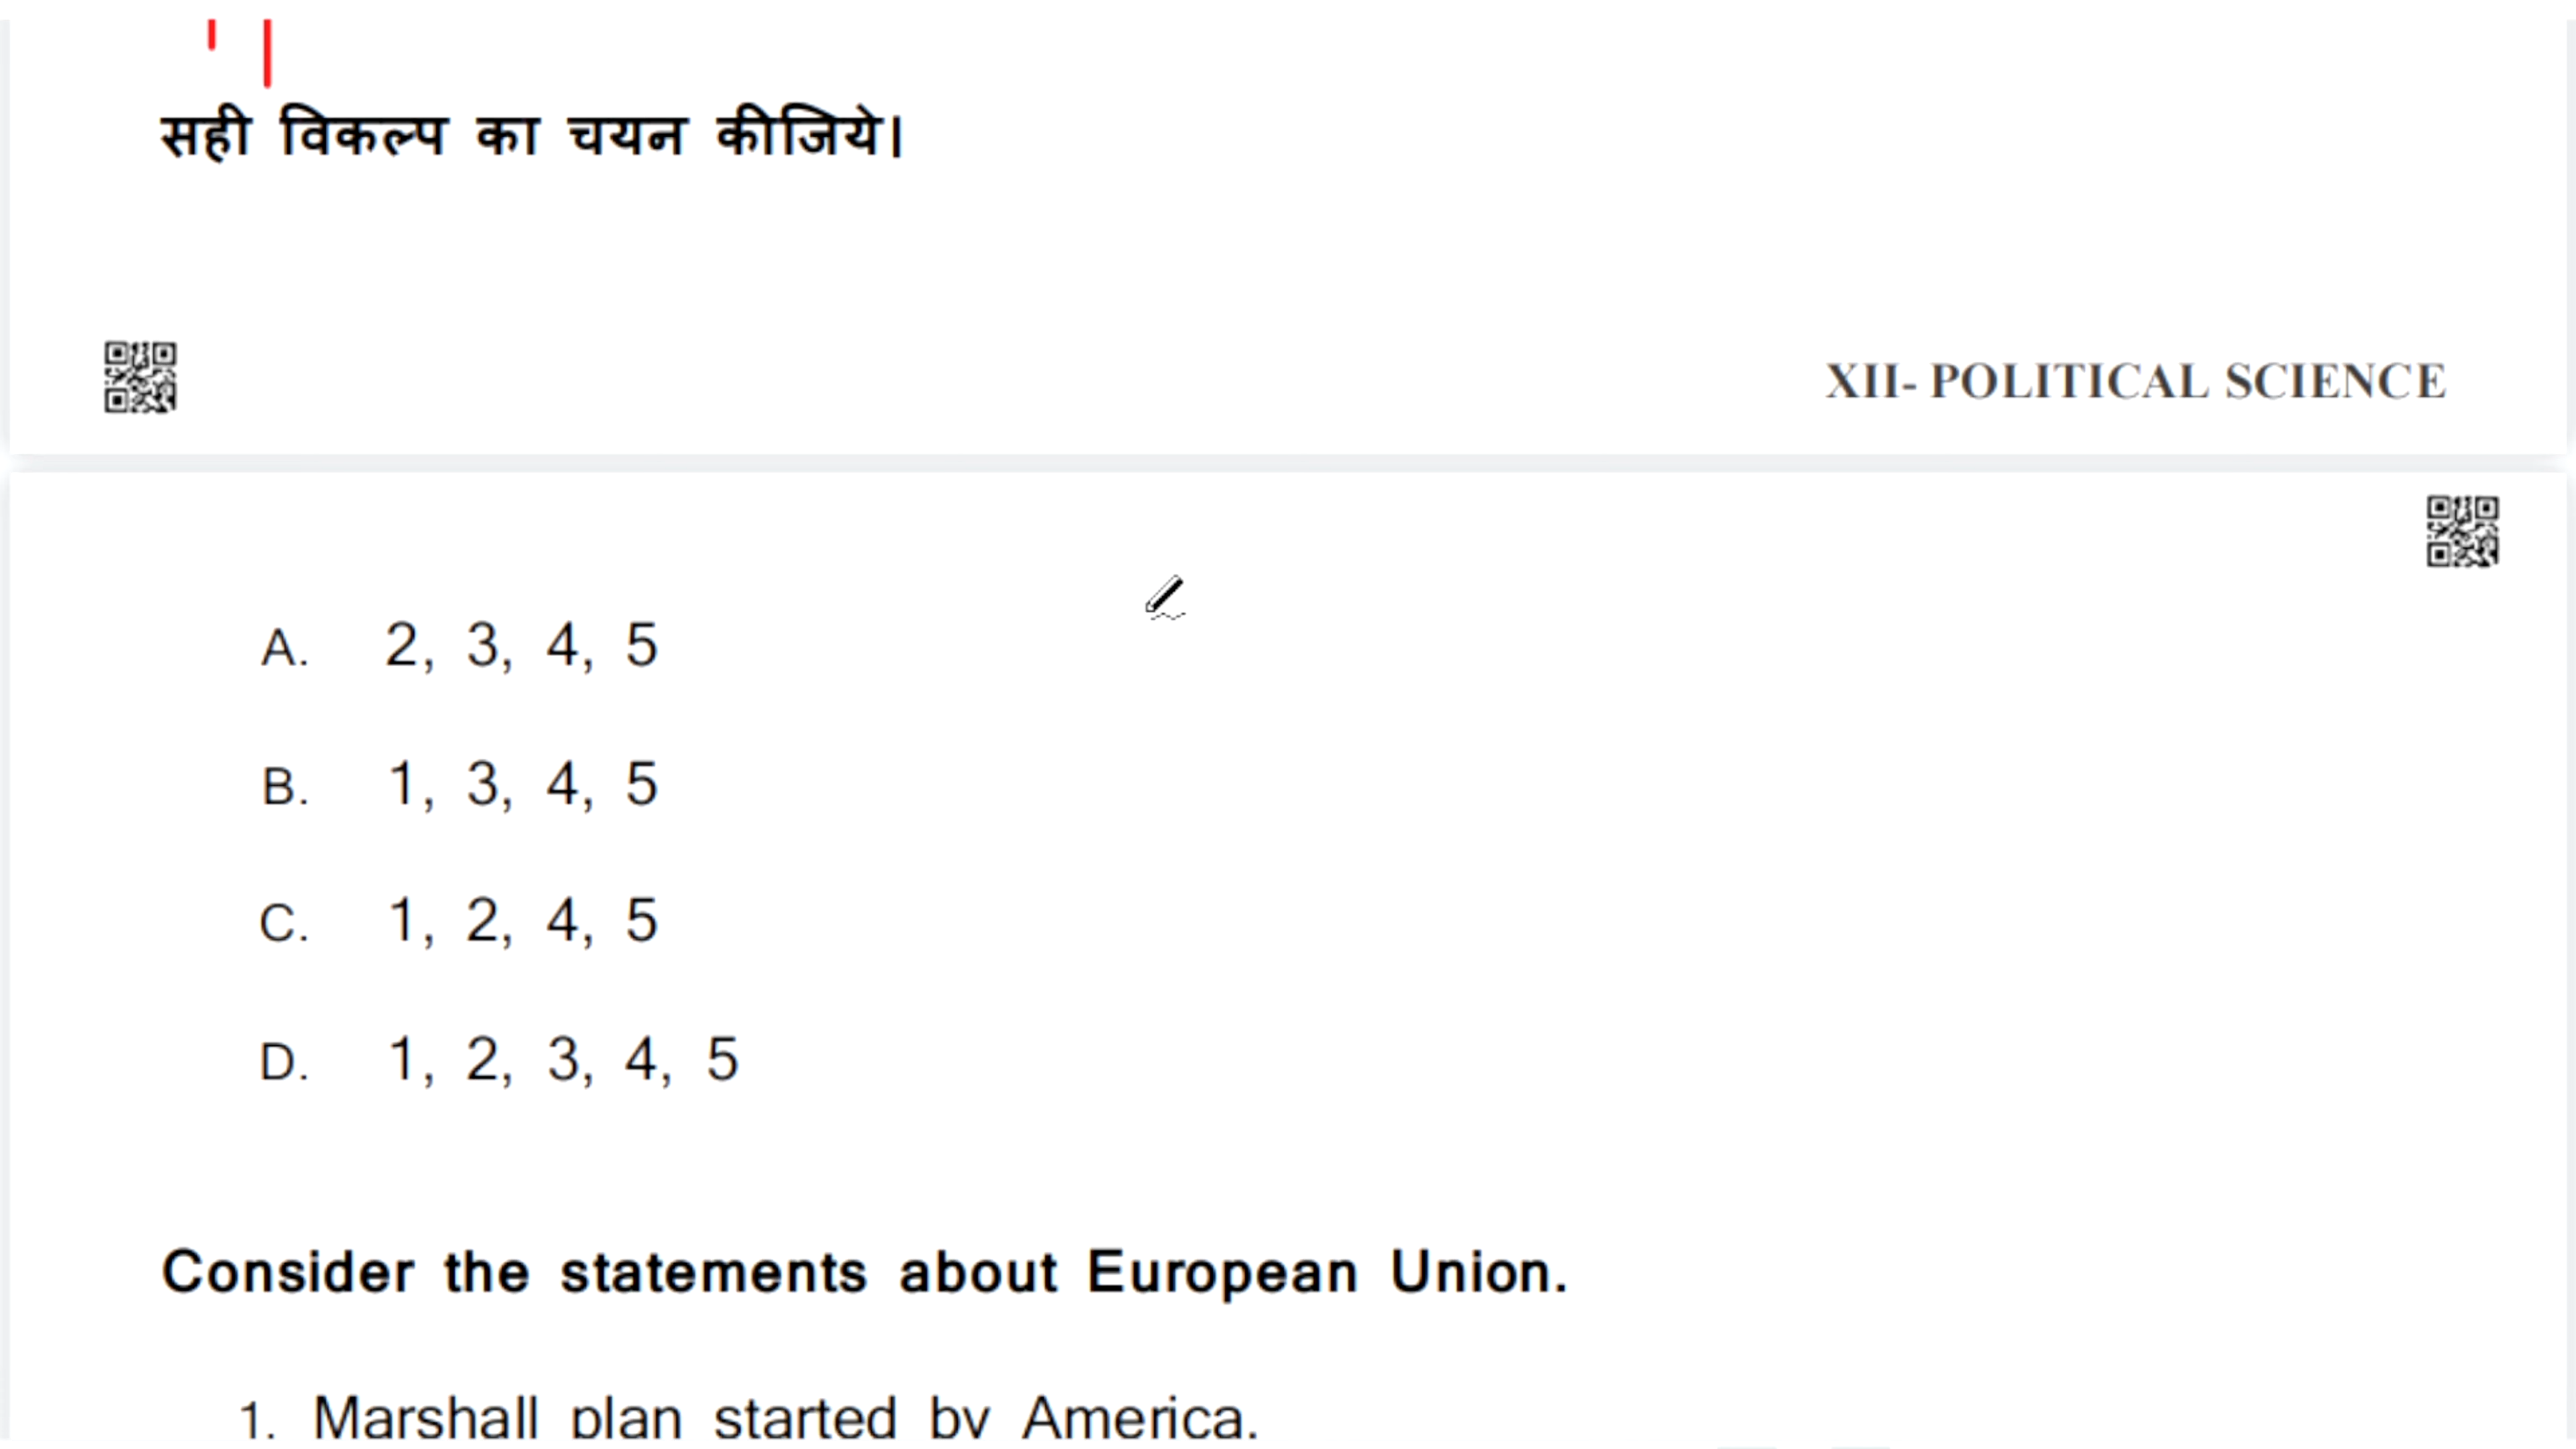 सही विकल्प का चयन कीजिये।
XII- POLITICAL SCIENCE
A. 2, 3, 4, 5
B. 1, 3, 4, 5
C. 1, 2, 4, 5
D. 1, 2, 3, 4, 5
Consider the statements about European Union.
1. Marshall plan started by America.